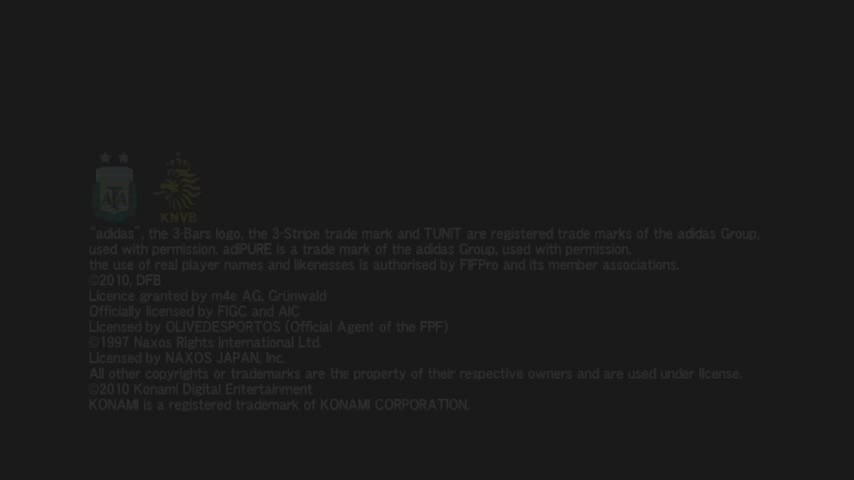 AFA
KNVB
"adidas", the 3-Bars logo, the 3-Stripe trade mark and TUNIT are registered trade marks of the adidas Group,
used with permission. adiPURE is a trade mark of the adidas Group, used with permission.
the use of real player names and likenesses is authorised by FIFPro and its member associations.
©2010, DFB
Licence granted by m4e AG, Grünwald
Officially licensed by FIGC and AIC
Licensed by OLIVEDESPORTOS (Official Agent of the FPF)
©1997 Naxos Rights International Ltd.
Licensed by NAXOS JAPAN, Inc.
All other copyrights or trademarks are the property of their respective owners and are used under license.
©2010 Konami Digital Entertainment
KONAMI is a registered trademark of KONAMI CORPORATION.